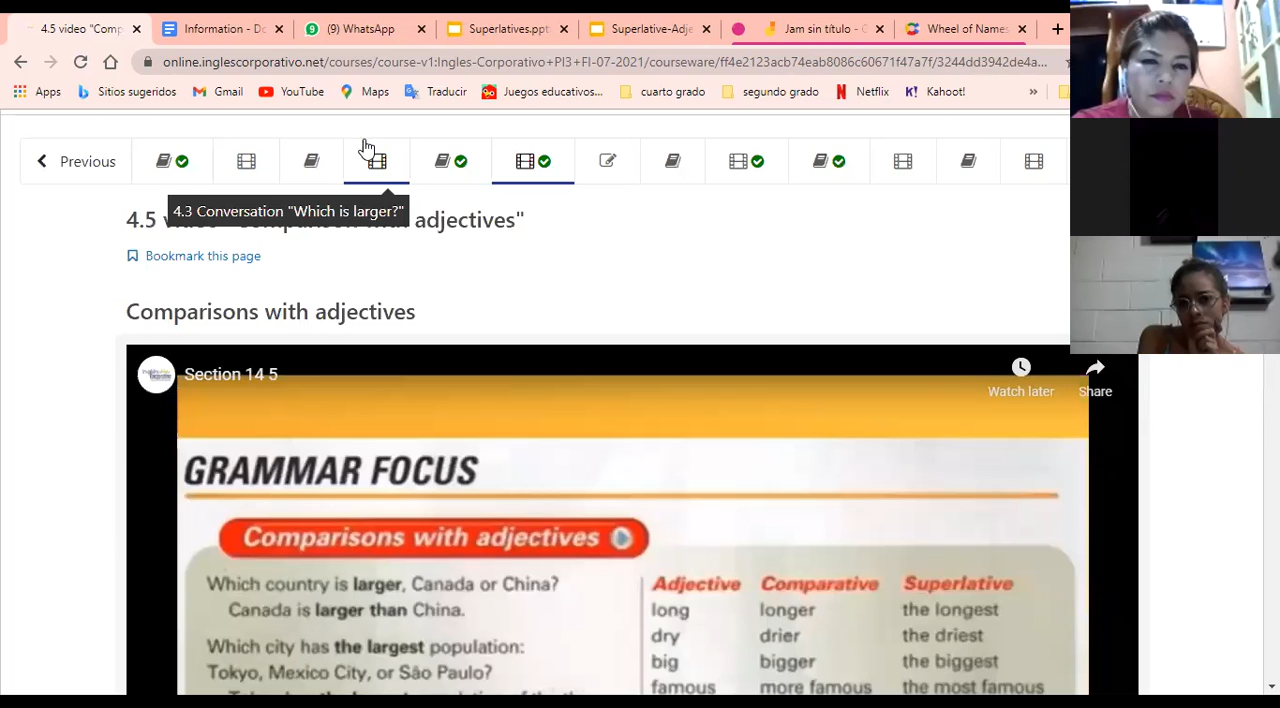 4.5 video "Comp
Information - Do
(9) WhatsApp
Superlatives.ppt
Superlative-Adje
Jam sin título - G
Wheel of Names
online.inglescorporativo.net/courses/course-v1:Ingles-Corporativo+PI3+FI-07-2021/courseware/ff4e2123acb74eab8086c60671f47a7f/3244dd3942de4a...
Apps
Sitios sugeridos
Gmail
YouTube
Maps
Traducir
Juegos educativos...
cuarto grado
segundo grado
Netflix
K! Kahoot!
»
Previous
4.3 Conversation "Which is larger?"
4.5 adjectives"
Bookmark this page
Comparisons with adjectives
Section 14 5
Watch later
Share
GRAMMAR FOCUS
Comparisons with adjectives
Which country is larger, Canada or China?
Canada is larger than China.
Which city has the largest population:
Tokyo, Mexico City, or São Paulo?
Adjective Comparative Superlative
long longer the longest
dry drier the driest
big bigger the biggest
famous more famous the most famous